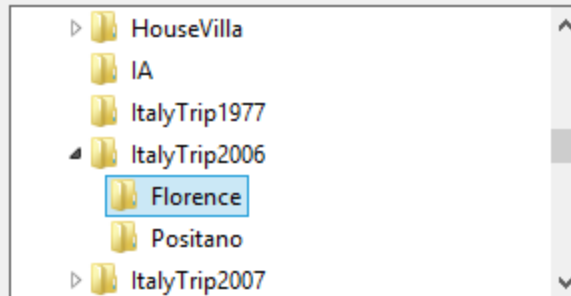 HouseVilla
IA
ItalyTrip1977
ItalyTrip2006
Florence
Positano
ItalyTrip2007